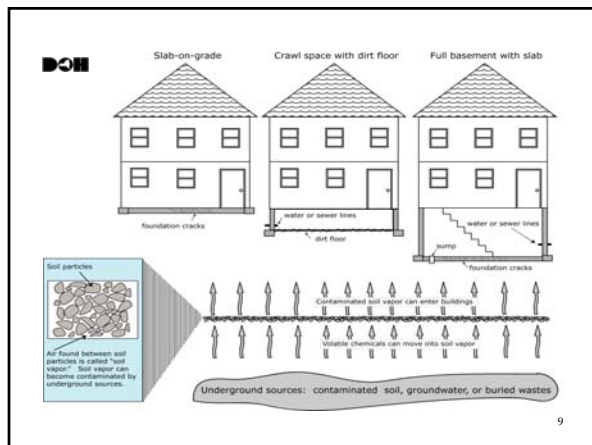 DOH
Slab-on-grade
Crawl space with dirt floor
Full basement with slab
foundation cracks
water or sewer lines
dirt floor
water or sewer lines
sump
foundation cracks
Soil particles
Air found between soil
particles is called "soil
vapor." Soil vapor can
become contaminated by
underground sources.
Contaminated soil vapor can enter buildings
Volatile chemicals can move into soil vapor
Underground sources: contaminated soil, groundwater, or buried wastes
9